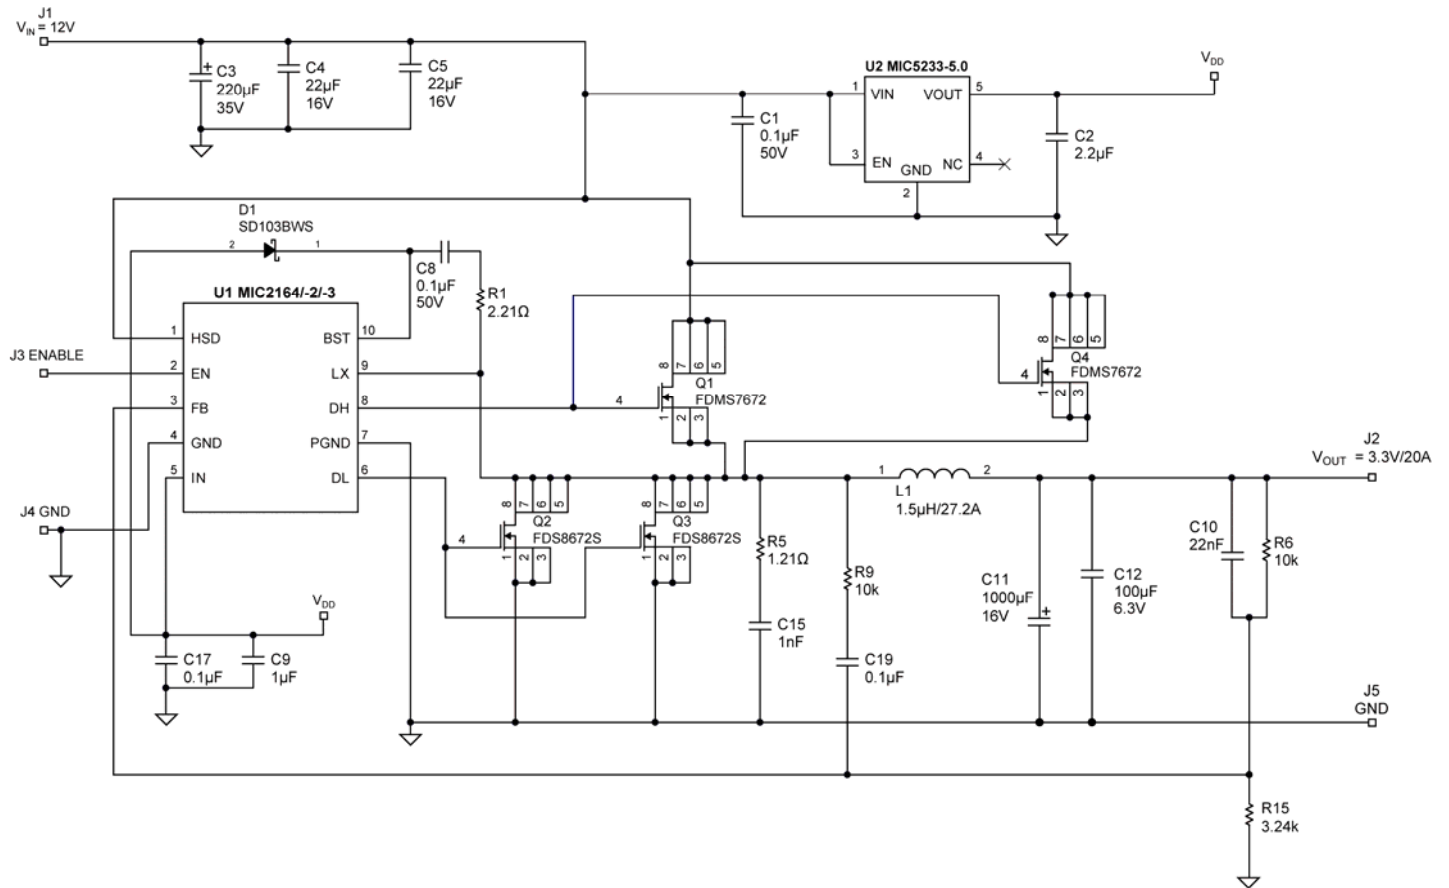 J1
VIN = 12V
C3
220µF
35V
+
C4
22µF
16V
C5
22µF
16V
U2 MIC5233-5.0
1
VIN
VOUT
5
3
EN
GND
NC
4
2
C1
0.1µF
50V
C2
2.2µF
VDD
D1
SD103BWS
2
1
C8
0.1µF
50V
R1
2.21Ω
U1 MIC2164/-2/-3
1
HSD
BST
10
J3 ENABLE
2
EN
LX
9
3
FB
DH
8
4
GND
PGND
7
5
IN
DL
6
J4 GND
8
7
6
5
Q1
FDMS7672
4
1
2
3
8
7
6
5
Q4
FDMS7672
4
1
2
3
8
7
6
5
Q2
FDS8672S
4
1
2
3
8
7
6
5
Q3
FDS8672S
1
2
3
1
2
L1
1.5µH/27.2A
J2
VOUT = 3.3V/20A
R5
1.21Ω
C15
1nF
R9
10k
C19
0.1µF
C11
1000µF
16V
+
C12
100µF
6.3V
C10
22nF
R6
10k
VDD
C17
0.1µF
C9
1µF
J5
GND
R15
3.24k